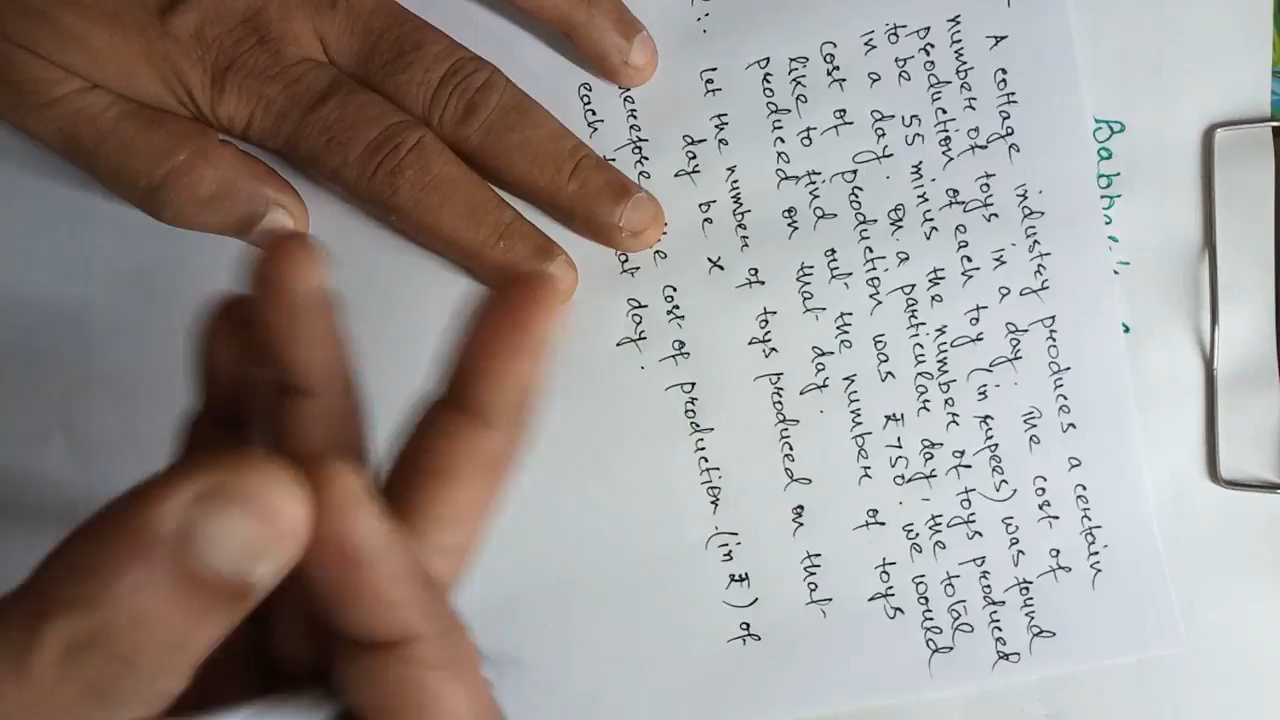 A cottage industry produces a certain
number of toys in a day. The cost of
production of each toy (in rupees) was found
to be 55 minus the number of toys produced
in a day. On a particular day, the total
cost of production was ₹750. We would
like to find out the number of toys
produced on that day.
Let the number of toys produced on that
day be x
cost of production (in ₹) of
each day.